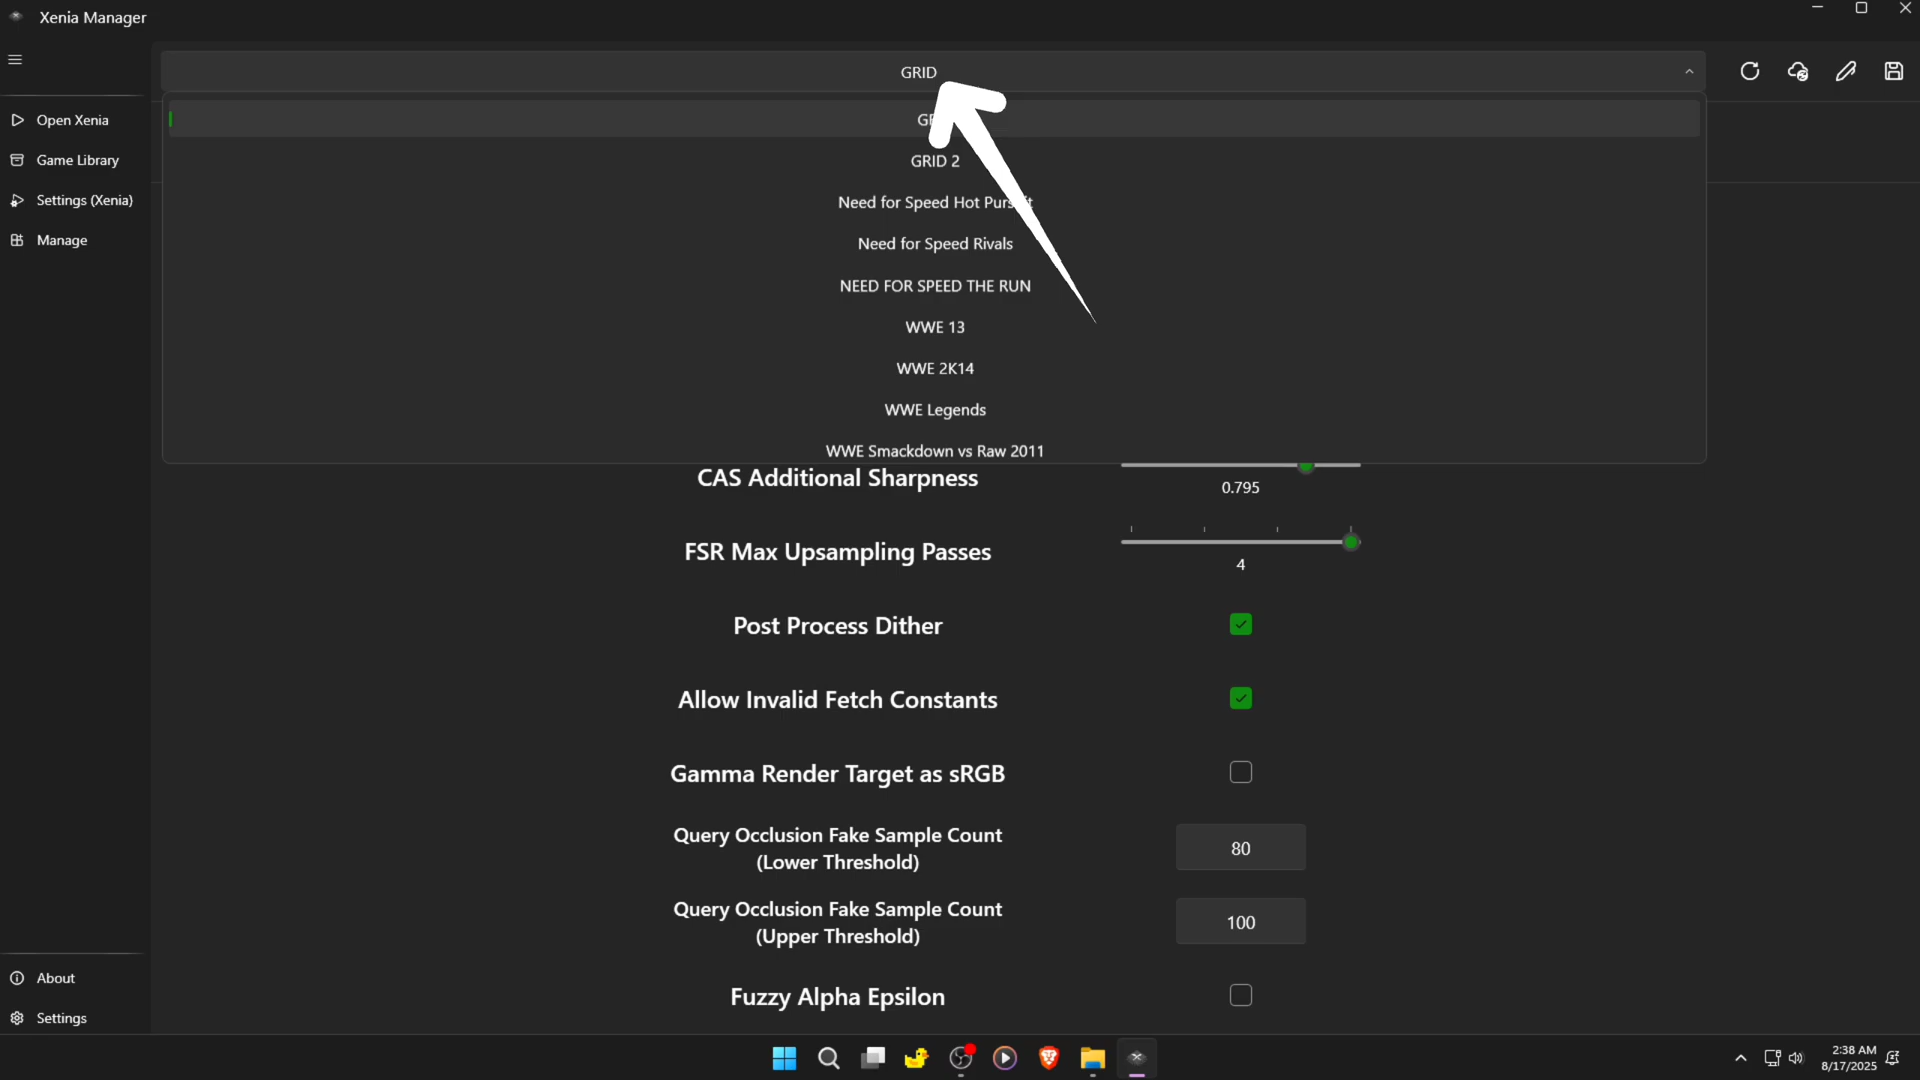 Xenia Manager
GRID
Open Xenia
Game Library
Settings (Xenia)
Manage
GRID 2
Need for Speed Hot
Need for Speed Rivals
NEED FOR SPEED THE RUN
WWE 13
WWE 2K14
WWE Legends
WWE Smackdown vs Raw 2011
CAS Additional Sharpness
0.795
FSR Max Upsampling Passes
4
Post Process Dither
Allow Invalid Fetch Constants
Gamma Render Target as sRGB
Query Occlusion Fake Sample Count
(Lower Threshold)
80
Query Occlusion Fake Sample Count
(Upper Threshold)
100
Fuzzy Alpha Epsilon
About
Settings
2:38 AM
8/17/2025